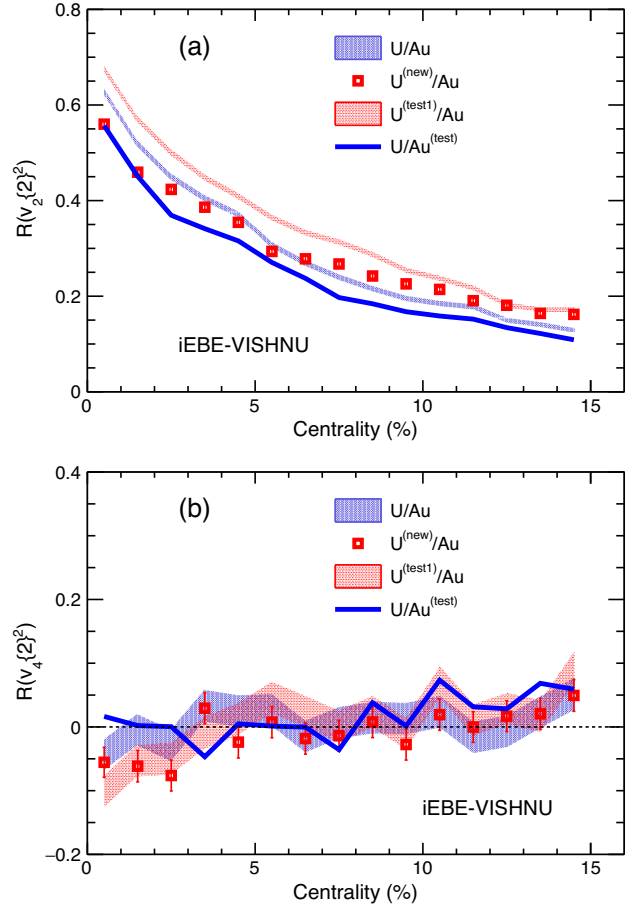 0.8
(a)
U/Au
U(new)/Au
0.6
U(test1)/Au
U/Au(test)
R(v2{2}2)
0.4
0.2
iEBE-VISHNU
0
0 5 10 15
Centrality (%)
0.4
(b)
U/Au
U(new)/Au
U(test1)/Au
0.2
U/Au(test)
R(v4{2}2)
0
iEBE-VISHNU
−0.2
0 5 10 15
Centrality (%)